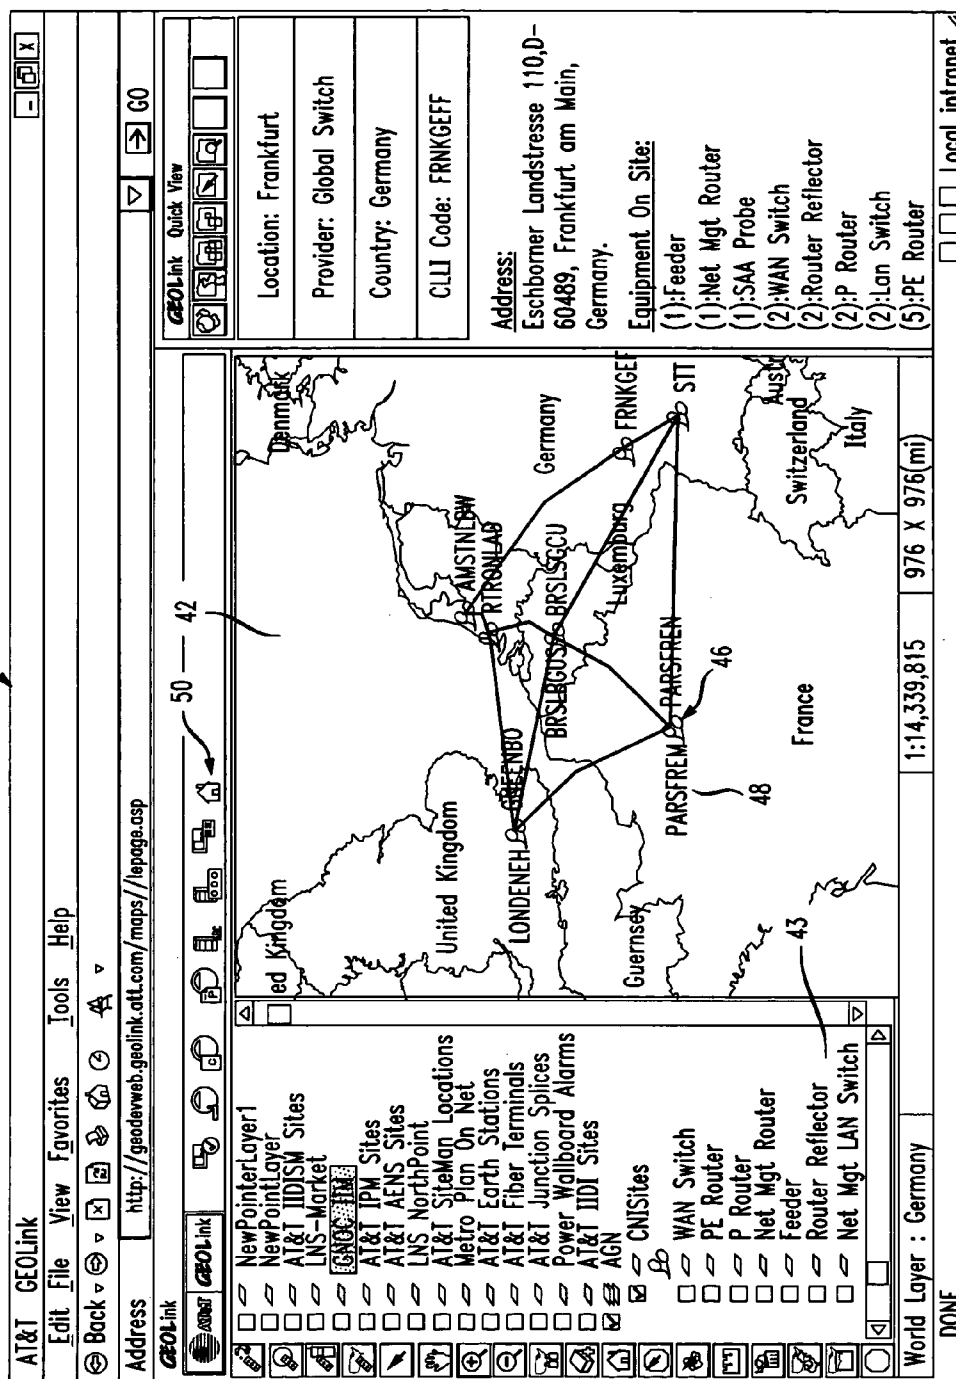 AT&T GEOLink
Edit File View Favorites Tools Help
Back
Address http://geodevweb.geolink.att.com/maps//lepage.asp GO
GEOLink
AT&T GEOLink
P
C
50
42
GEOLink Quick View
Location: Frankfurt
Provider: Global Switch
Country: Germany
CLLI Code: FRNKGEFF
Address:
Eschborner Landstresse 110,D-
60489, Frankfurt am Main,
Germany.
Equipment On Site:
(1):Feeder
(1):Net Mgt Router
(1):SAA Probe
(2):WAN Switch
(2):Router Reflector
(2):P Router
(2):Lan Switch
(5):PE Router
NewPointerLayer1
NewPointLayer
AT&T IIDISM Sites
LNS-Market
AT&T IPM Sites
AT&T AENS Sites
LNS NorthPoint
AT&T SiteMan Locations
Metro Plan On Net
AT&T Earth Stations
AT&T Fiber Terminals
AT&T Junction Splices
Power Wallboard Alarms
AT&T IIDI Sites
AGN
CNISites
WAN Switch
PE Router
P Router
Net Mgt Router
Feeder
Router Reflector
Net Mgt LAN Switch
43
ed Kingdom
Denmark
United Kingdom
AMSTNLBW
RTRONLAB
Germany
GREENBO
LONDENEH
BRSLBGUS
BRSLSGCU
FRNKGEF
Luxemburg
STT
Guernsey
PARSFREM
PARSFREN
46
48
France
Switzerland
Austr
Italy
World Layer : Germany 1:14,339,815 976 X 976(mi)
DONE Local intranet